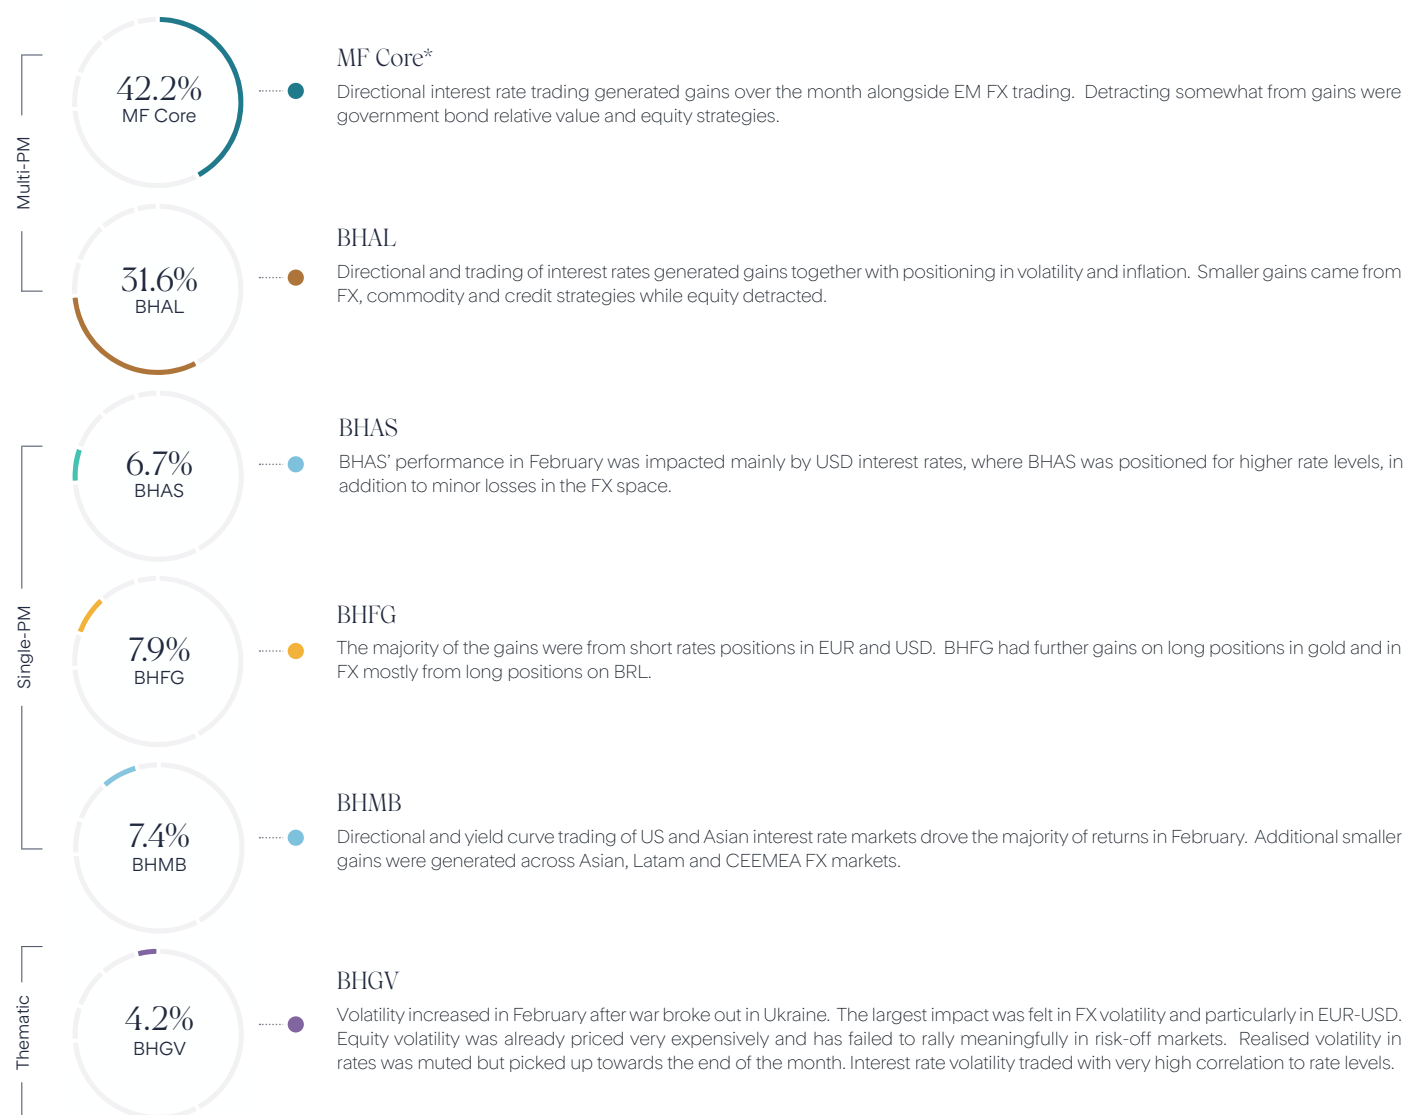 Multi-PM
42.2%
MF Core
MF Core*
Directional interest rate trading generated gains over the month alongside EM FX trading. Detracting somewhat from gains were
government bond relative value and equity strategies.
31.6%
BHAL
BHAL
Directional and trading of interest rates generated gains together with positioning in volatility and inflation. Smaller gains came from
FX, commodity and credit strategies while equity detracted.
Single-PM
6.7%
BHAS
BHAS
BHAS’ performance in February was impacted mainly by USD interest rates, where BHAS was positioned for higher rate levels, in
addition to minor losses in the FX space.
7.9%
BHFG
BHFG
The majority of the gains were from short rates positions in EUR and USD. BHFG had further gains on long positions in gold and in
FX mostly from long positions on BRL.
7.4%
BHMB
BHMB
Directional and yield curve trading of US and Asian interest rate markets drove the majority of returns in February. Additional smaller
gains were generated across Asian, Latam and CEEMEA FX markets.
Thematic
4.2%
BHGV
BHGV
Volatility increased in February after war broke out in Ukraine. The largest impact was felt in FX volatility and particularly in EUR-USD.
Equity volatility was already priced very expensively and has failed to rally meaningfully in risk-off markets. Realised volatility in
rates was muted but picked up towards the end of the month. Interest rate volatility traded with very high correlation to rate levels.